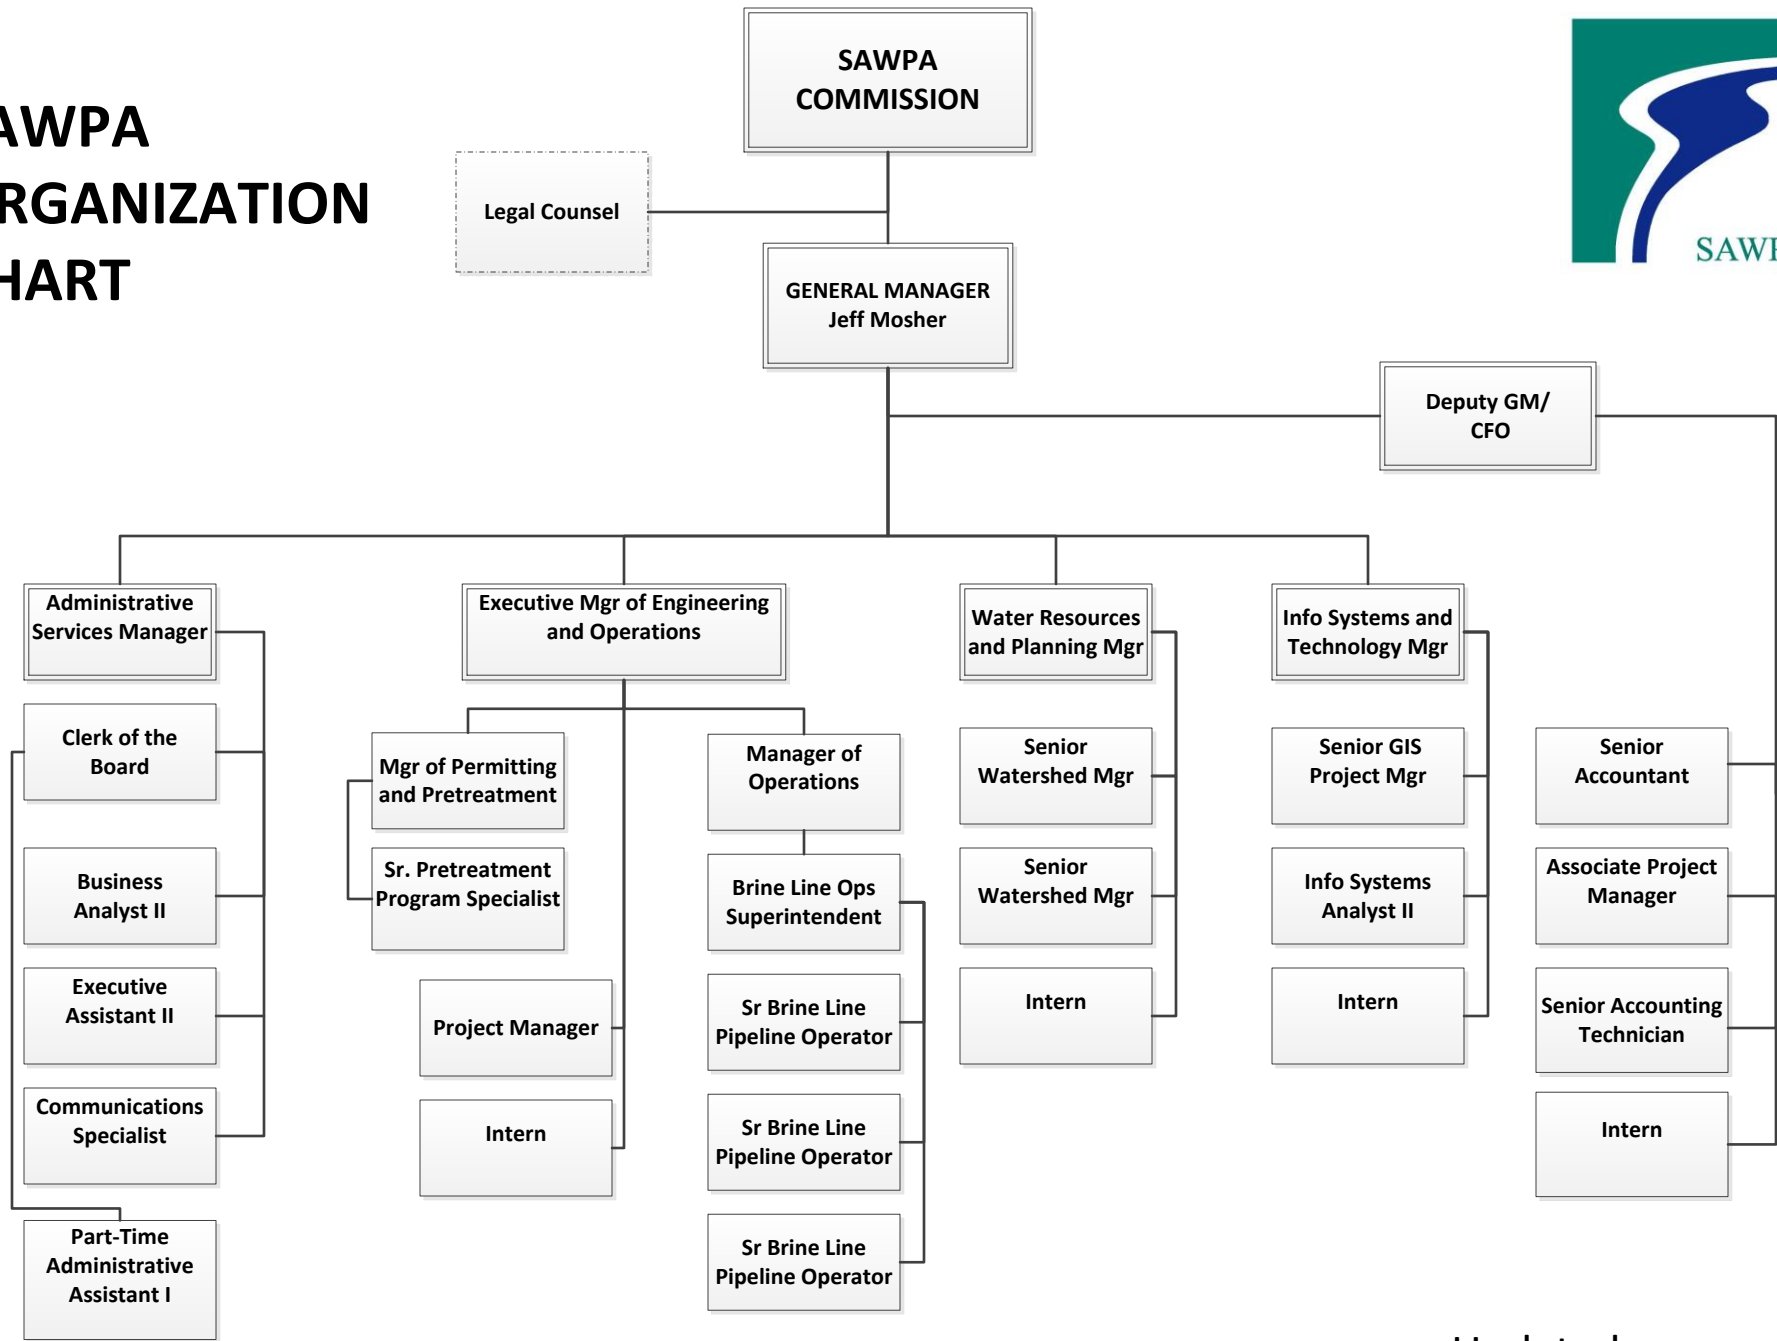 SAWPA
COMMISSION
AWPA
RGANIZATION
HART
Legal Counsel
SAWP
GENERAL MANAGER
Jeff Mosher
Deputy GM/
CFO
Administrative
Services Manager
Executive Mgr of Engineering
and Operations
Water Resources
and Planning Mgr
Info Systems and
Technology Mgr
Clerk of the
Board
Business
Analyst II
Executive
Assistant II
Communications
Specialist
Part-Time
Administrative
Assistant I
Mgr of Permitting
and Pretreatment
Sr. Pretreatment
Program Specialist
Project Manager
Intern
Manager of
Operations
Brine Line Ops
Superintendent
Sr Brine Line
Pipeline Operator
Sr Brine Line
Pipeline Operator
Sr Brine Line
Pipeline Operator
Senior
Watershed Mgr
Senior
Watershed Mgr
Intern
Senior GIS
Project Mgr
Info Systems
Analyst II
Intern
Senior
Accountant
Associate Project
Manager
Senior Accounting
Technician
Intern